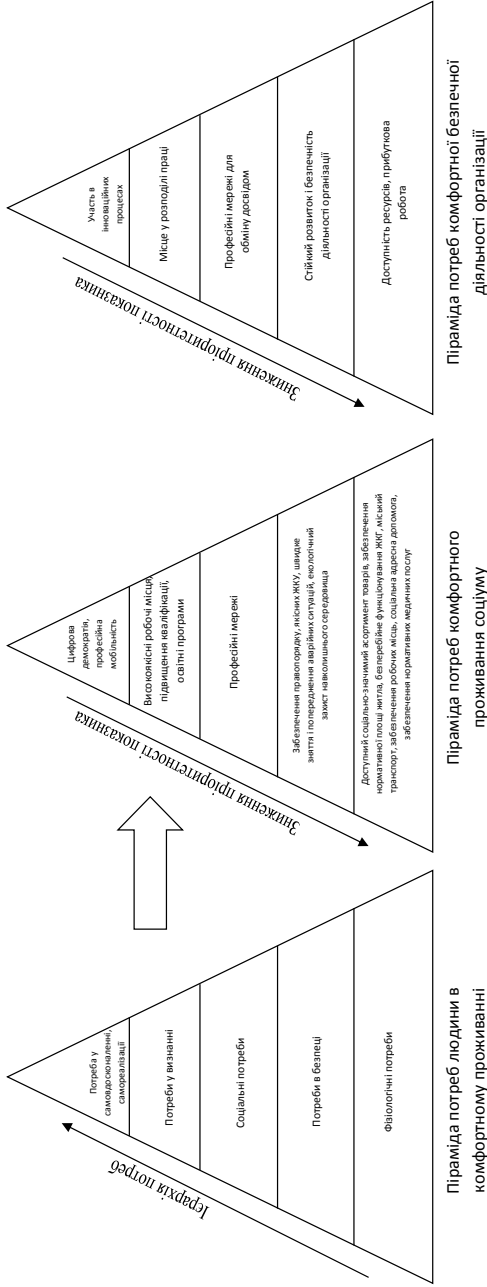 Ієрархія потреб
Потреба у
самовдосконаленні,
самореалізації
Потреби у визнанні
Соціальні потреби
Потреби в безпеці
Фізіологічні потреби
Піраміда потреб людини в
комфортному проживанні
Зниження пріоритетності показника
Цифрова
демократія,
професійна
мобільність
Високоякісні робочі місця,
підвищення кваліфікації,
освітні програми
Професійні мережі
Забезпечення правопорядку, якісних ЖКУ, швидке
зняття і попередження аварійних ситуацій, екологічний
захист навколишнього середовища
Доступний соціально-значимий асортимент товарів, забезпечення
нормативної площі житла, безперебійне функціонування ЖКГ, міський
транспорт, забезпечення робочих місць, соціальна адресна допомога,
забезпечення нормативних медичних послуг
Піраміда потреб комфортного
проживання соціуму
Зниження пріоритетності показника
Участь в
інноваційних
процесах
Місце у розподілі праці
Професійні мережі для
обміну досвідом
Стійкий розвиток і безпечність
діяльності організації
Доступність ресурсів, прибуткова
робота
Піраміда потреб комфортної безпечної
діяльності організації